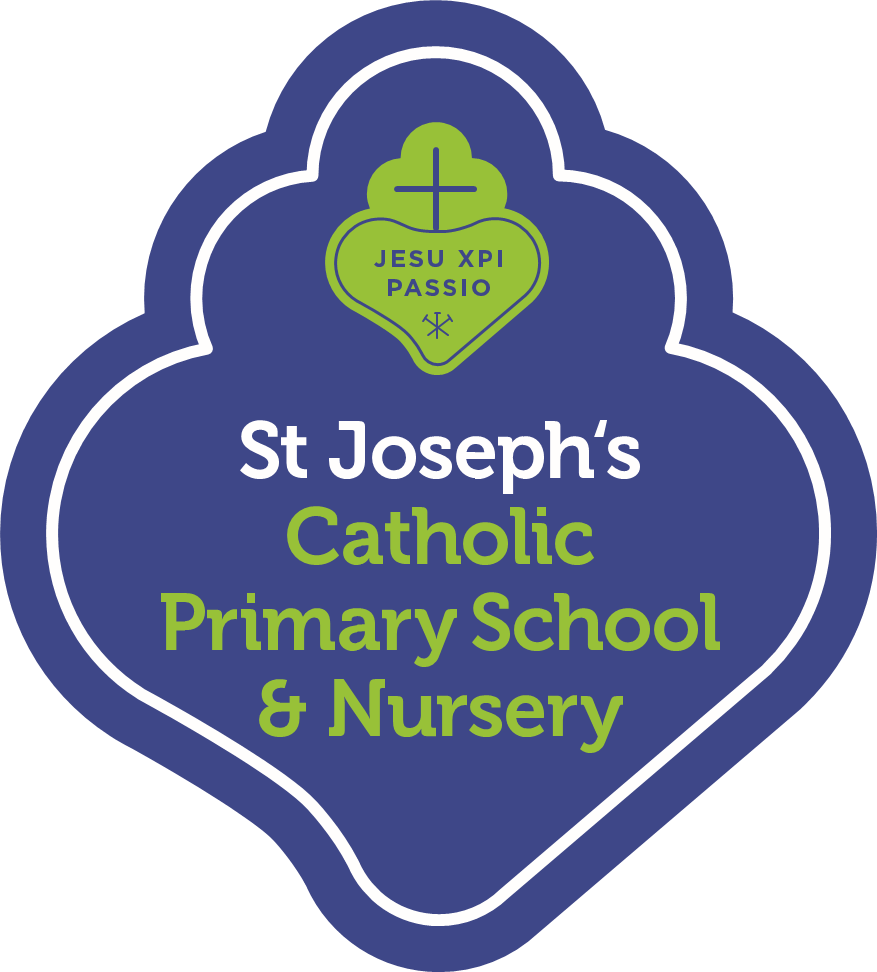 JESU XPI
PASSIO
St Joseph‘s
Catholic
Primary School
& Nursery